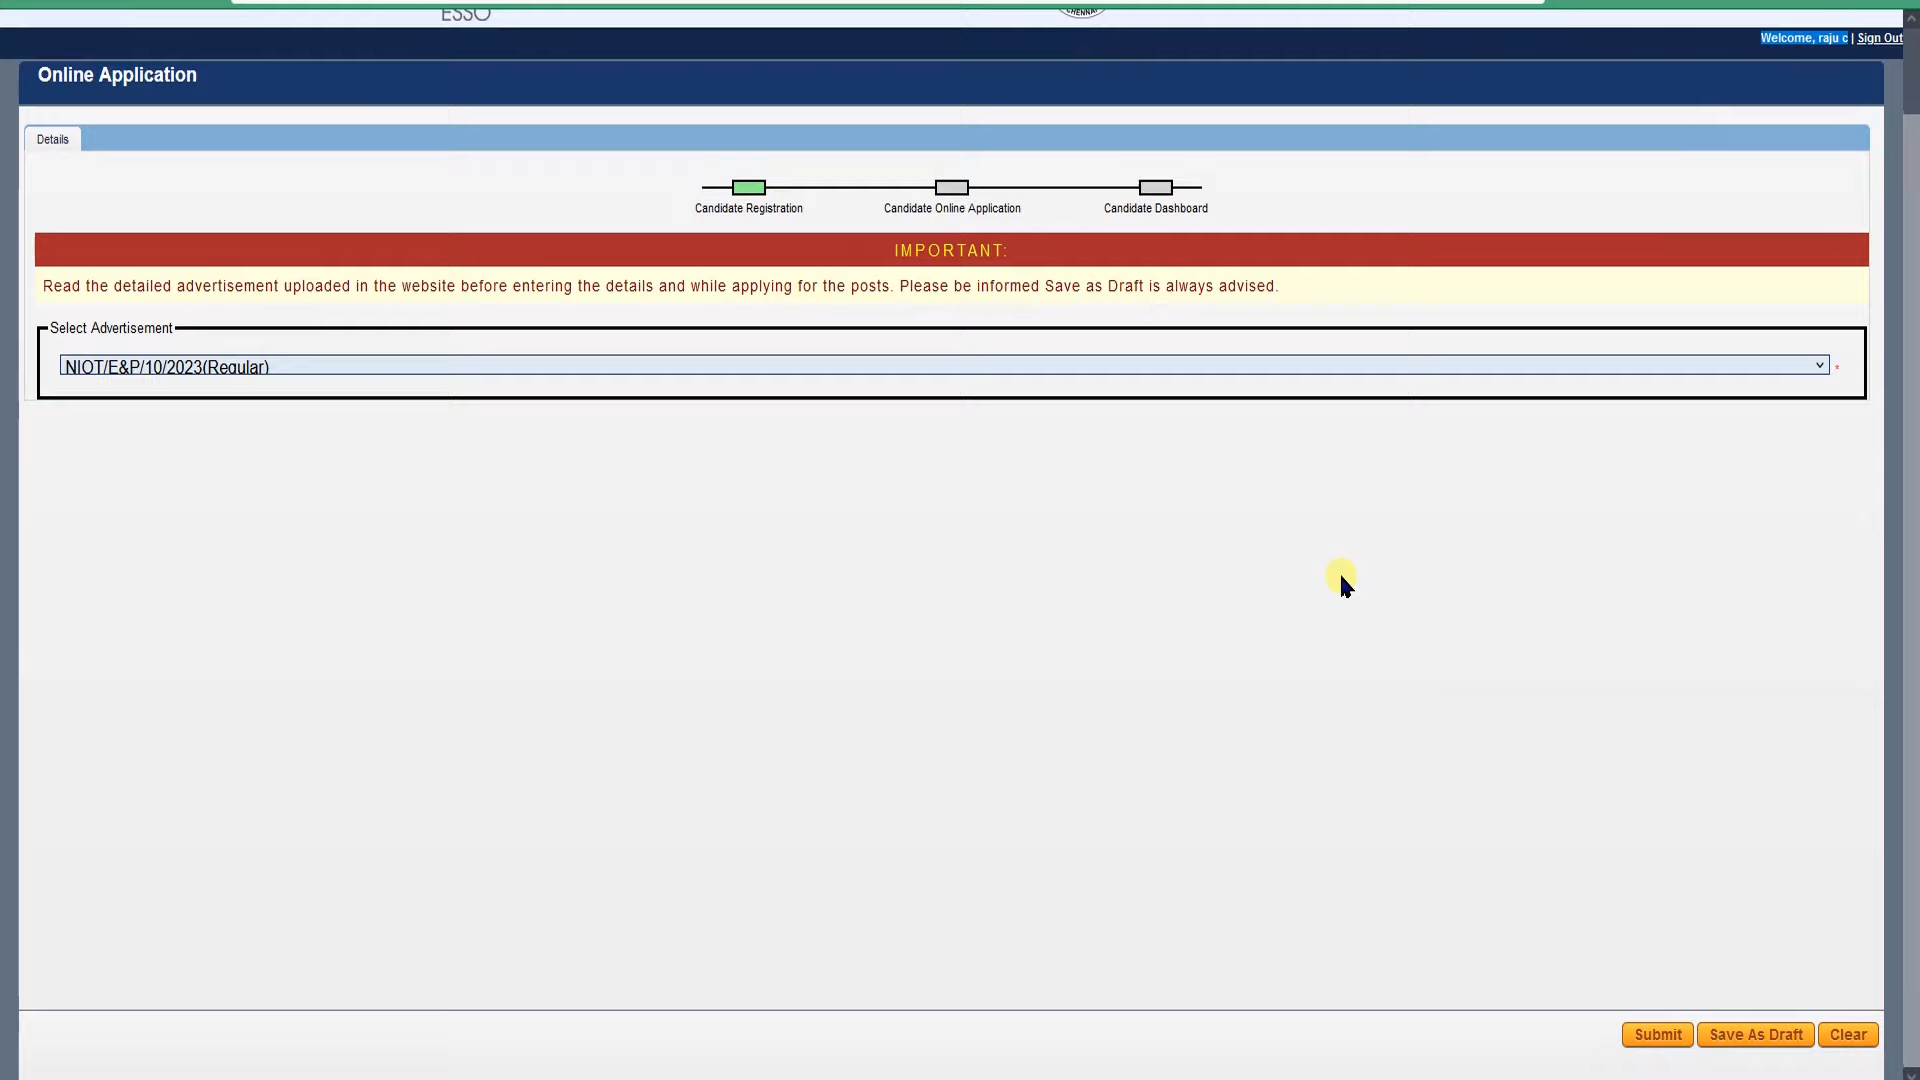 ESSO
CHENNAI
Welcome, raju c | Sign Out
Online Application
Details
Candidate Registration
Candidate Online Application
Candidate Dashboard
IMPORTANT:
Read the detailed advertisement uploaded in the website before entering the details and while applying for the posts. Please be informed Save as Draft is always advised.
Select Advertisement
NIOT/E&P/10/2023(Regular)
*
Submit
Save As Draft
Clear